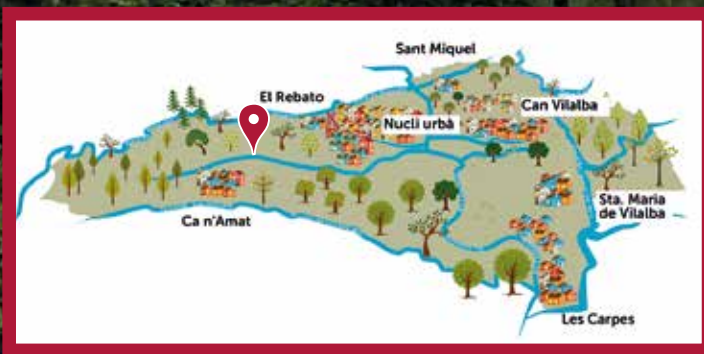 Sant Miquel
El Rebato
Can Vilalba
Nucli urbà
Sta. Maria
de Vilalba
Ca n'Amat
Les Carpes